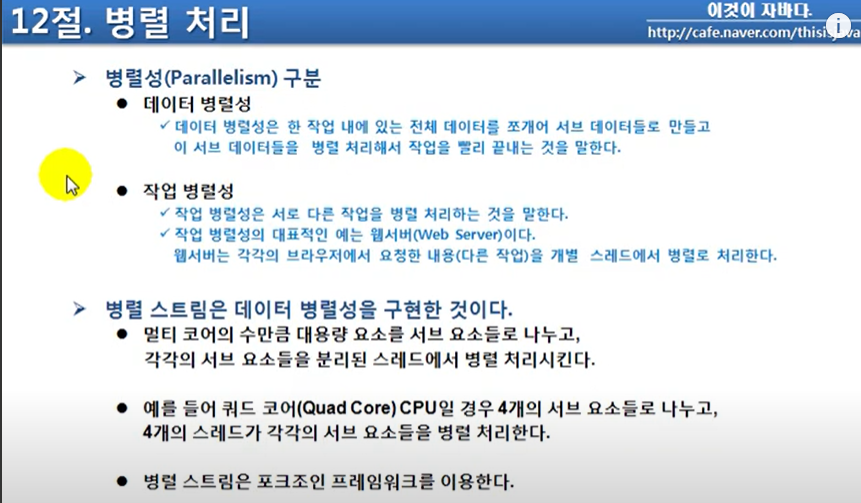 12절. 병렬 처리
이것이 자바다.
http://cafe.naver.com/thisisjava
병렬성(Parallelism) 구분
데이터 병렬성
데이터 병렬성은 한 작업 내에 있는 전체 데이터를 쪼개어 서브 데이터들로 만들고
이 서브 데이터들을 병렬 처리해서 작업을 빨리 끝내는 것을 말한다.
작업 병렬성
작업 병렬성은 서로 다른 작업을 병렬 처리하는 것을 말한다.
작업 병렬성의 대표적인 예는 웹서버(Web Server)이다.
웹서버는 각각의 브라우저에서 요청한 내용(다른 작업)을 개별 스레드에서 병렬로 처리한다.
병렬 스트림은 데이터 병렬성을 구현한 것이다.
멀티 코어의 수만큼 대용량 요소를 서브 요소들로 나누고,
각각의 서브 요소들을 분리된 스레드에서 병렬 처리시킨다.
예를 들어 쿼드 코어(Quad Core) CPU일 경우 4개의 서브 요소들로 나누고,
4개의 스레드가 각각의 서브 요소들을 병렬 처리한다.
병렬 스트림은 포크조인 프레임워크를 이용한다.